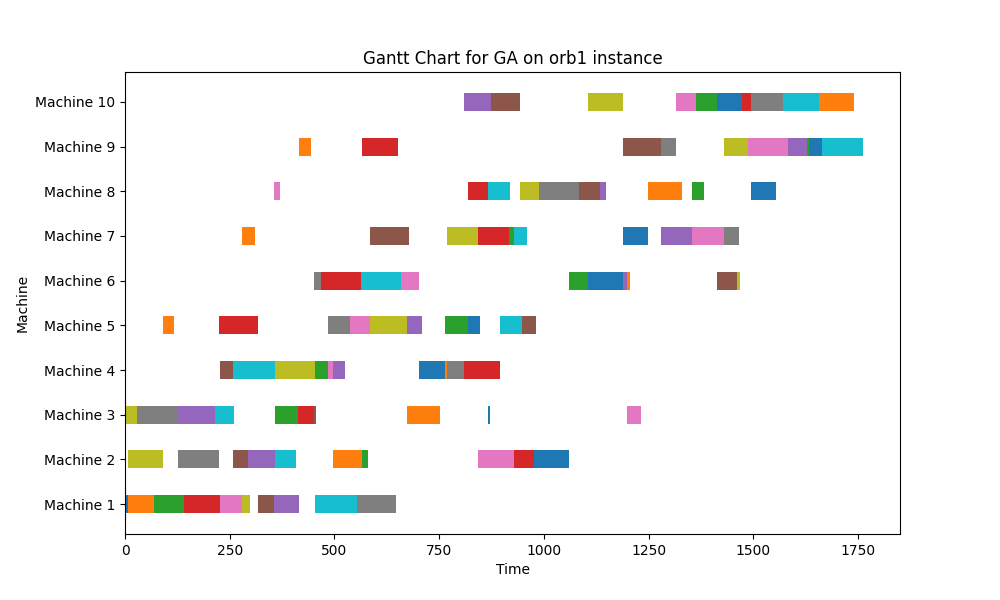 Gantt Chart for GA on orb1 instance
Machine 10
Machine 9
Machine 8
Machine 7
Machine 6
Machine 5
Machine 4
Machine 3
Machine 2
Machine 1
Machine
0 250 500 750 1000 1250 1500 1750
Time